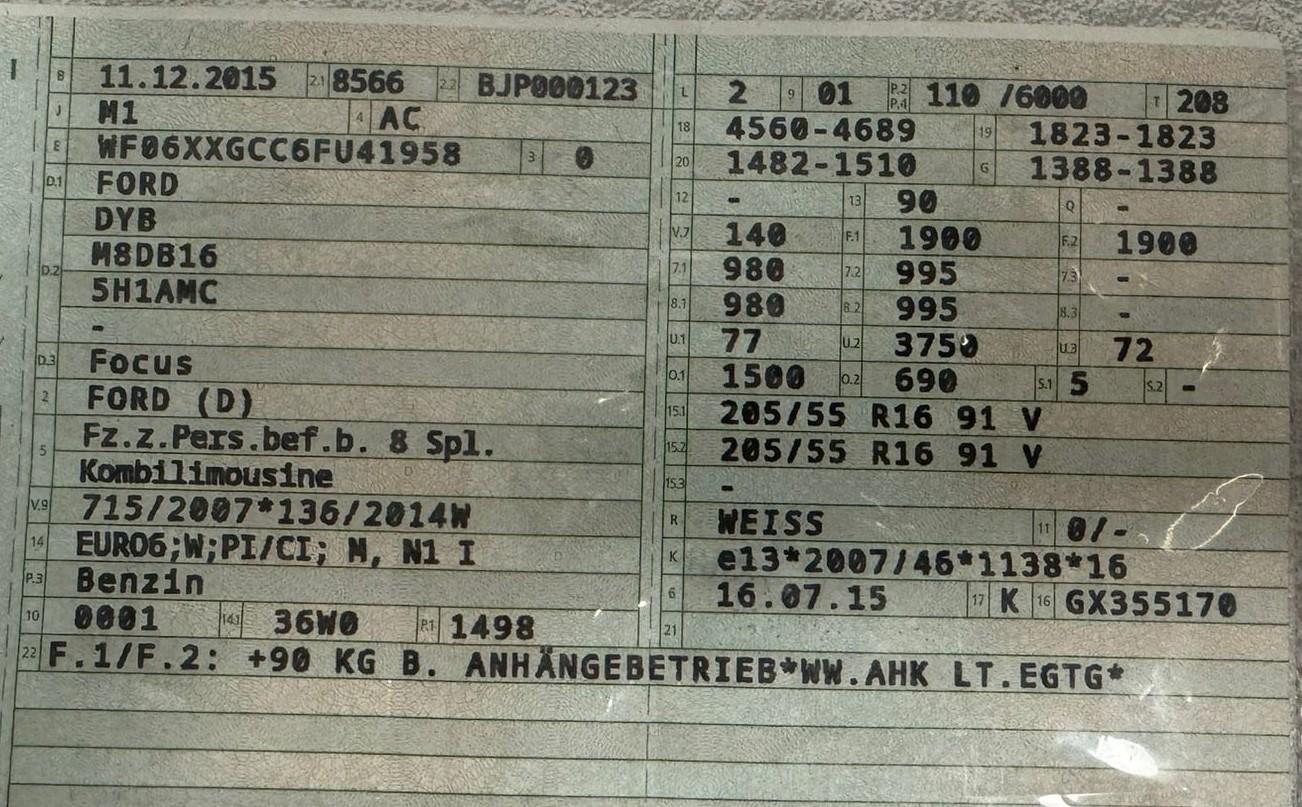 B 11.12.2015 2.1 8566 2.2 BJP000123
J M1 4 AC
E WF06XXGCC6FU41958 3 0
D.1 FORD
DYB
D.2 M8DB16
5H1AMC
-
D.3 Focus
2 FORD (D)
5 Fz.z.Pers.bef.b. 8 Spl.
Kombilimousine
V.9 715/2007*136/2014W
14 EURO6;W;PI/CI; M, N1 I
P.3 Benzin
10 0001 14.1 36W0 P.1 1498
L 2 9 01 P.2 P.4 110 /6000 T 208
18 4560-4689 19 1823-1823
20 1482-1510 G 1388-1388
12 - 13 90 Q -
V.7 140 F.1 1900 F.2 1900
7.1 980 7.2 995 7.3 -
8.1 980 8.2 995 8.3 -
U.1 77 U.2 3750 U.3 72
O.1 1500 O.2 690 S.1 5 S.2 -
15.1 205/55 R16 91 V
15.2 205/55 R16 91 V
15.3 -
R WEISS 11 0/-
K e13*2007/46*1138*16
6 16.07.15 17 K 16 GX355170
21
22 F.1/F.2: +90 KG B. ANHÄNGEBETRIEB*WW.AHK LT.EGTG*